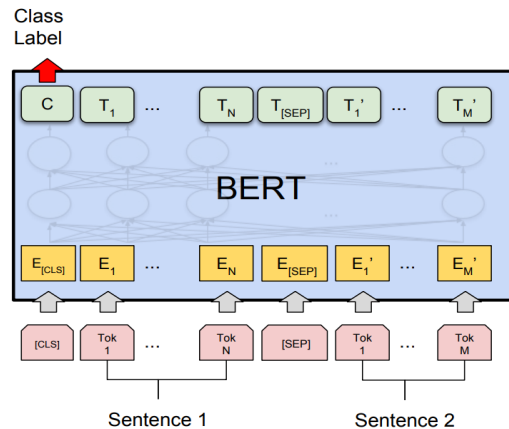 Class
Label
C T1 ... TN T[SEP] T1' ... TM'
...
BERT
...
E[CLS] E1 ... EN E[SEP] E1' ... EM'
[CLS] Tok 1 ... Tok N [SEP] Tok 1 ... Tok M
Sentence 1 Sentence 2